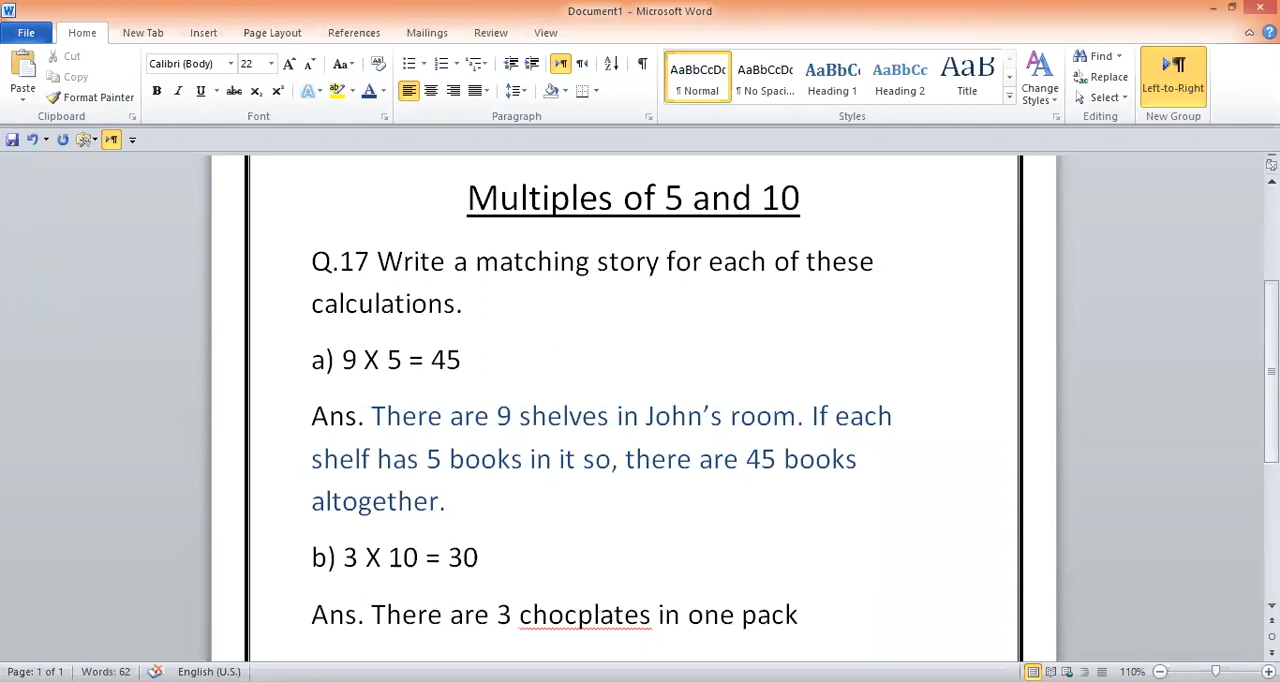 Document1 - Microsoft Word
File Home New Tab Insert Page Layout References Mailings Review View
Paste Cut Copy Format Painter
Calibri (Body) 22
AaBbCcDc AaBbCcDc AaBbCc AaBbCc AaB
¶ Normal ¶ No Spaci... Heading 1 Heading 2 Title
Change Styles
Find Replace Select
Left-to-Right
Clipboard Font Paragraph Styles Editing New Group
Multiples of 5 and 10
Q.17 Write a matching story for each of these
calculations.
a) 9 X 5 = 45
Ans. There are 9 shelves in John’s room. If each
shelf has 5 books in it so, there are 45 books
altogether.
b) 3 X 10 = 30
Ans. There are 3 chocplates in one pack
Page: 1 of 1 Words: 62 English (U.S.) 110%